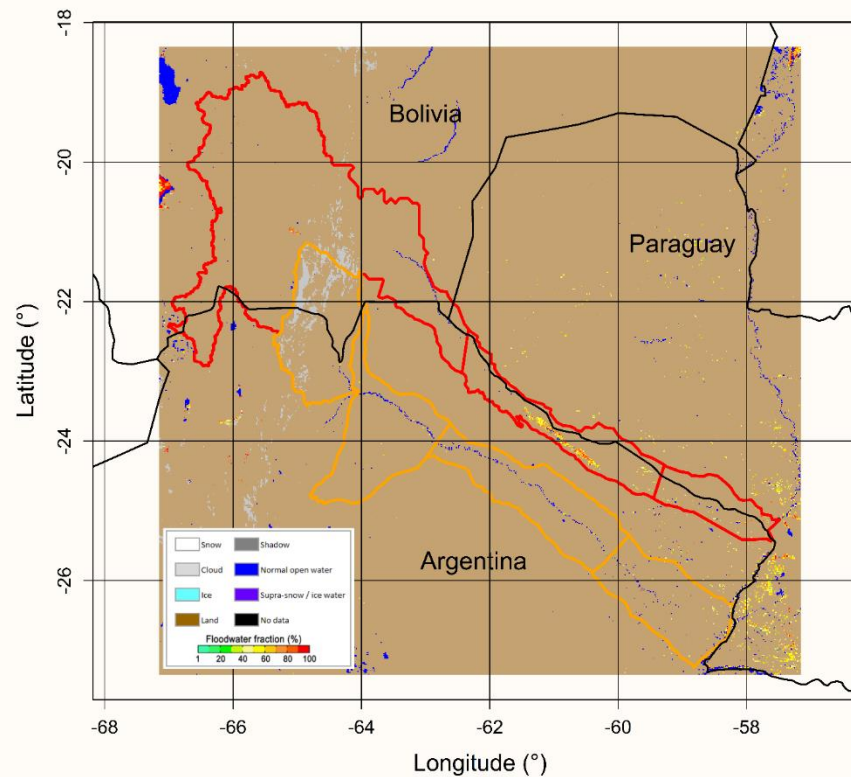 -18
-20
-22
-24
-26
Latitude (°)
Bolivia
Paraguay
Argentina
Snow
Shadow
Cloud
Normal open water
Ice
Supra-snow / ice water
Land
No data
Floodwater fraction (%)
1 20 40 60 80 100
-68 -66 -64 -62 -60 -58
Longitude (°)